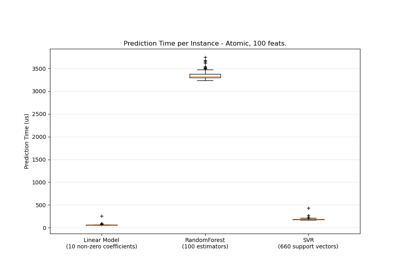 Prediction Time per Instance - Atomic, 100 feats.
3500
3000
2500
2000
1500
1000
500
0
Prediction Time (us)
Linear Model
(10 non-zero coefficients)
RandomForest
(100 estimators)
SVR
(660 support vectors)